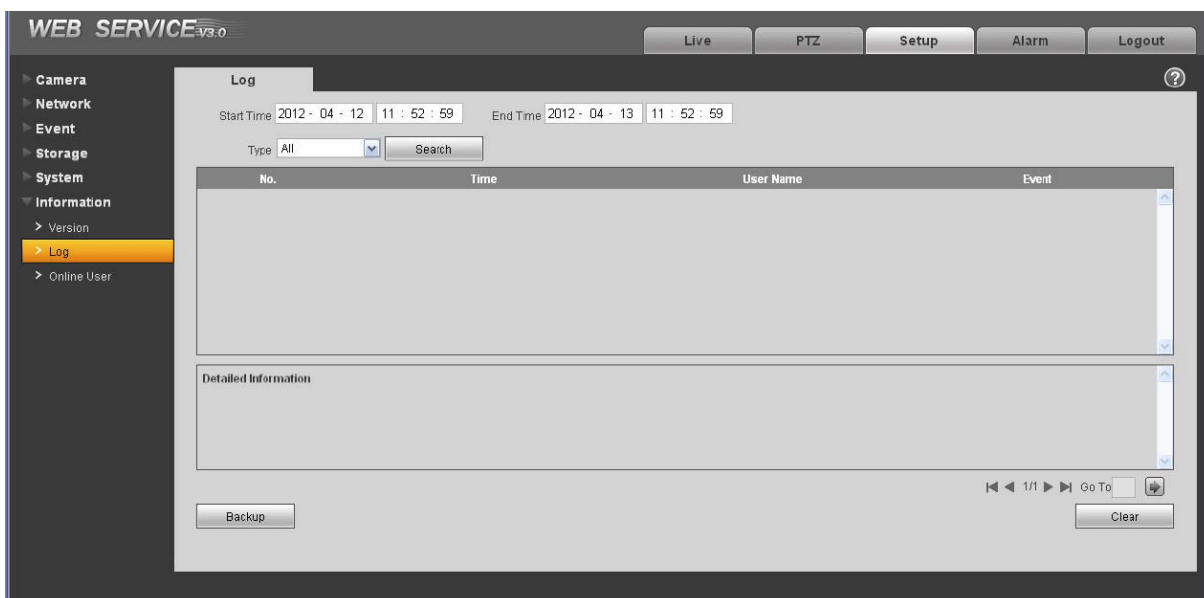 WEB SERVICE V3.0
Live PTZ Setup Alarm Logout
Camera
Network
Event
Storage
System
Information
> Version
> Log
> Online User
Log
?
Start Time 2012 - 04 - 12 11 : 52 : 59 End Time 2012 - 04 - 13 11 : 52 : 59
Type All Search
No. Time User Name Event
Detailed Information
1/1 Go To
Backup Clear